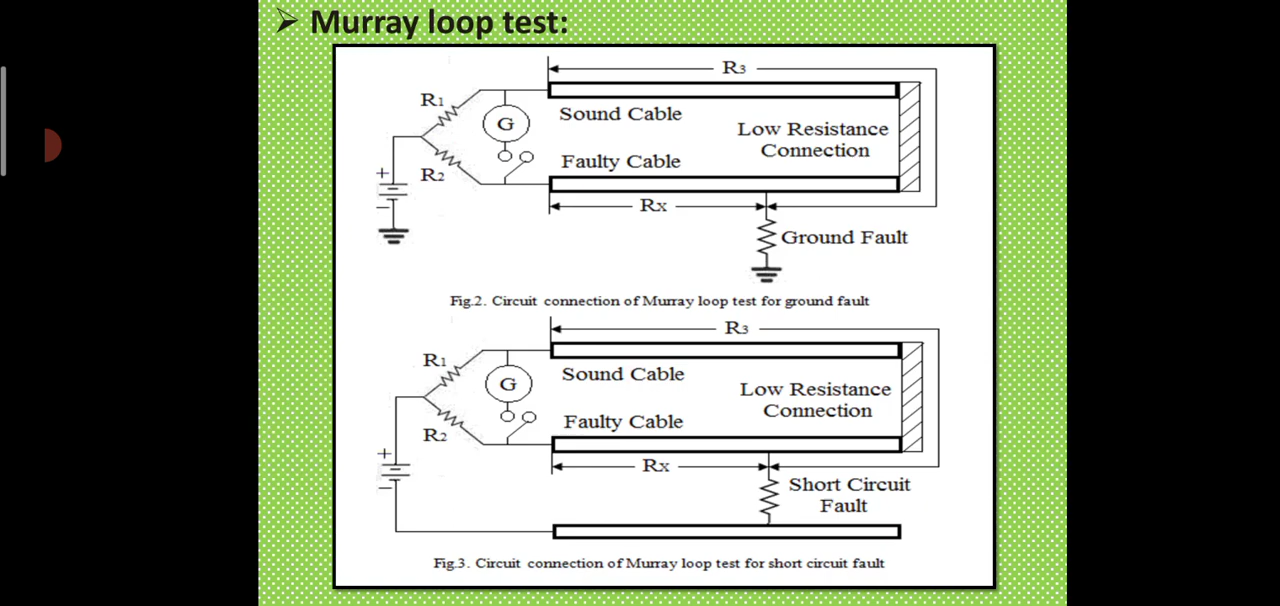 ➢ Murray loop test:
R3
R1
Sound Cable
G
Low Resistance
Connection
Faulty Cable
+
R2
−
Rx
Ground Fault
Fig.2. Circuit connection of Murray loop test for ground fault
R3
R1
Sound Cable
G
Low Resistance
Connection
Faulty Cable
R2
+
−
Rx
Short Circuit
Fault
Fig.3. Circuit connection of Murray loop test for short circuit fault